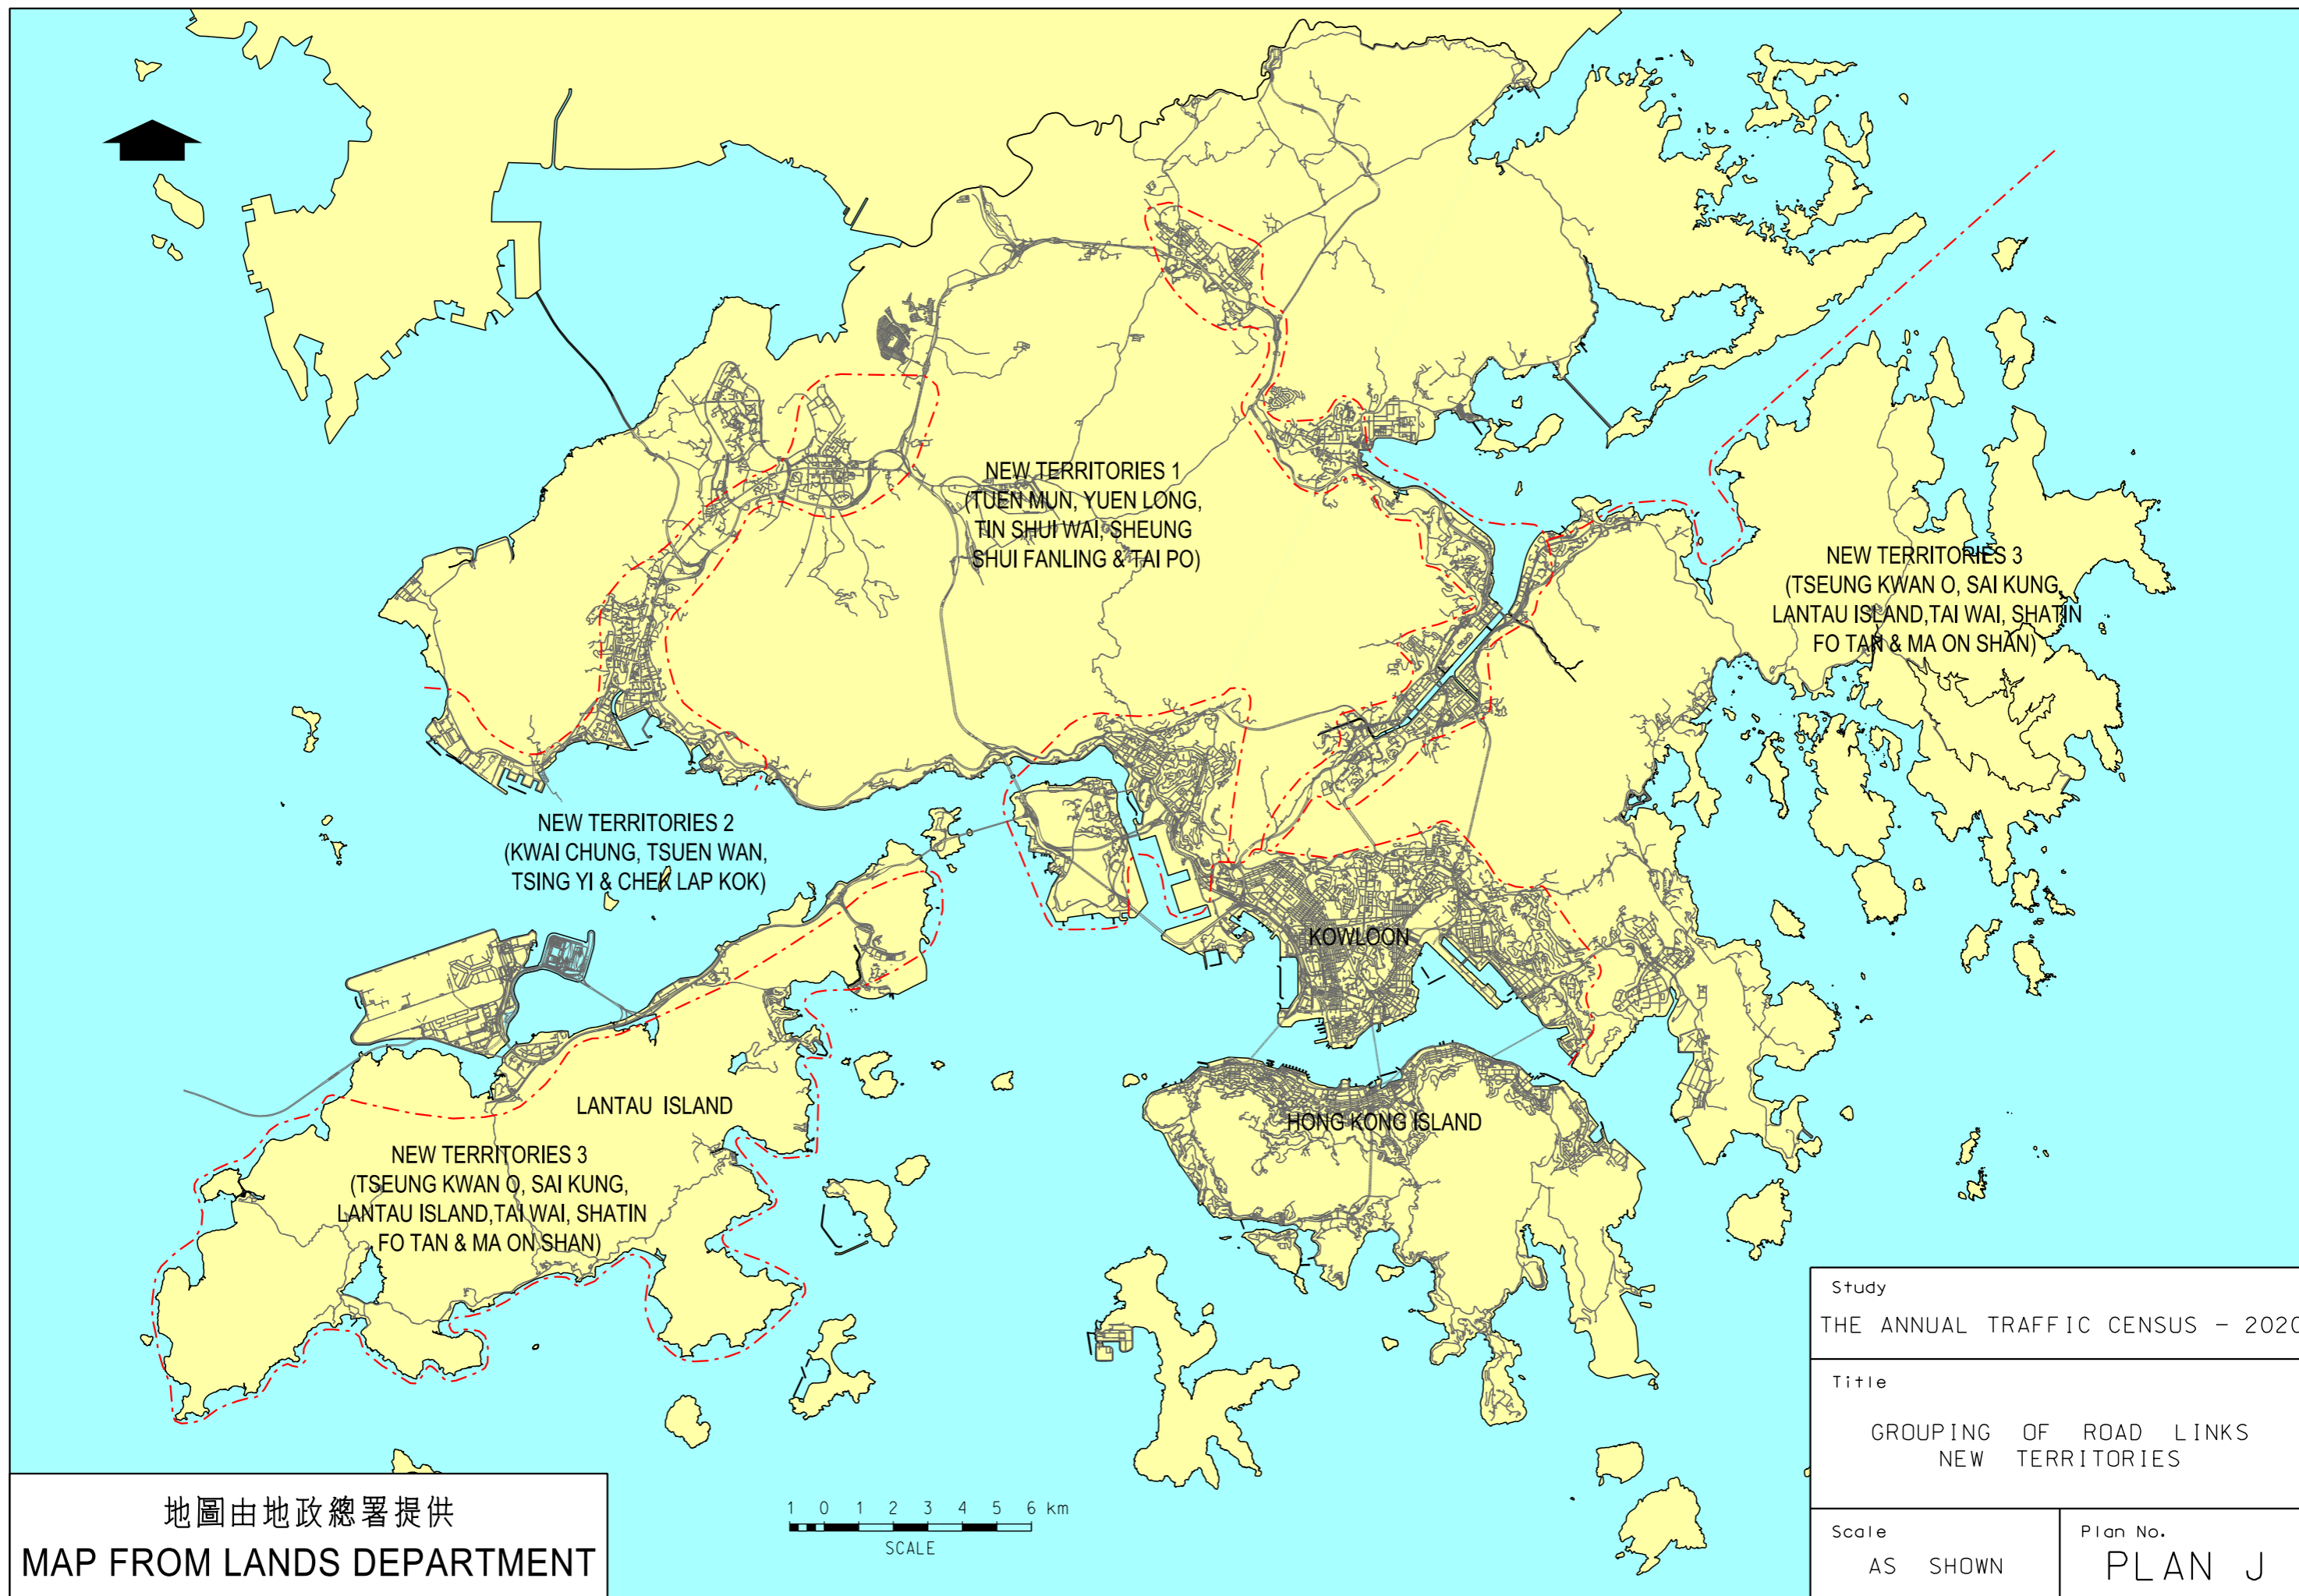 NEW TERRITORIES 1
(TUEN MUN, YUEN LONG,
TIN SHUI WAI, SHEUNG
SHUI FANLING & TAI PO)
NEW TERRITORIES 3
(TSEUNG KWAN O, SAI KUNG,
LANTAU ISLAND,TAI WAI, SHATIN
FO TAN & MA ON SHAN)
NEW TERRITORIES 2
(KWAI CHUNG, TSUEN WAN,
TSING YI & CHEK LAP KOK)
KOWLOON
LANTAU ISLAND
HONG KONG ISLAND
NEW TERRITORIES 3
(TSEUNG KWAN O, SAI KUNG,
LANTAU ISLAND,TAI WAI, SHATIN
FO TAN & MA ON SHAN)
地圖由地政總署提供
MAP FROM LANDS DEPARTMENT
1 0 1 2 3 4 5 6 km
SCALE
Study
THE ANNUAL TRAFFIC CENSUS - 2020
Title
GROUPING OF ROAD LINKS
NEW TERRITORIES
Scale
AS SHOWN
Plan No.
PLAN J